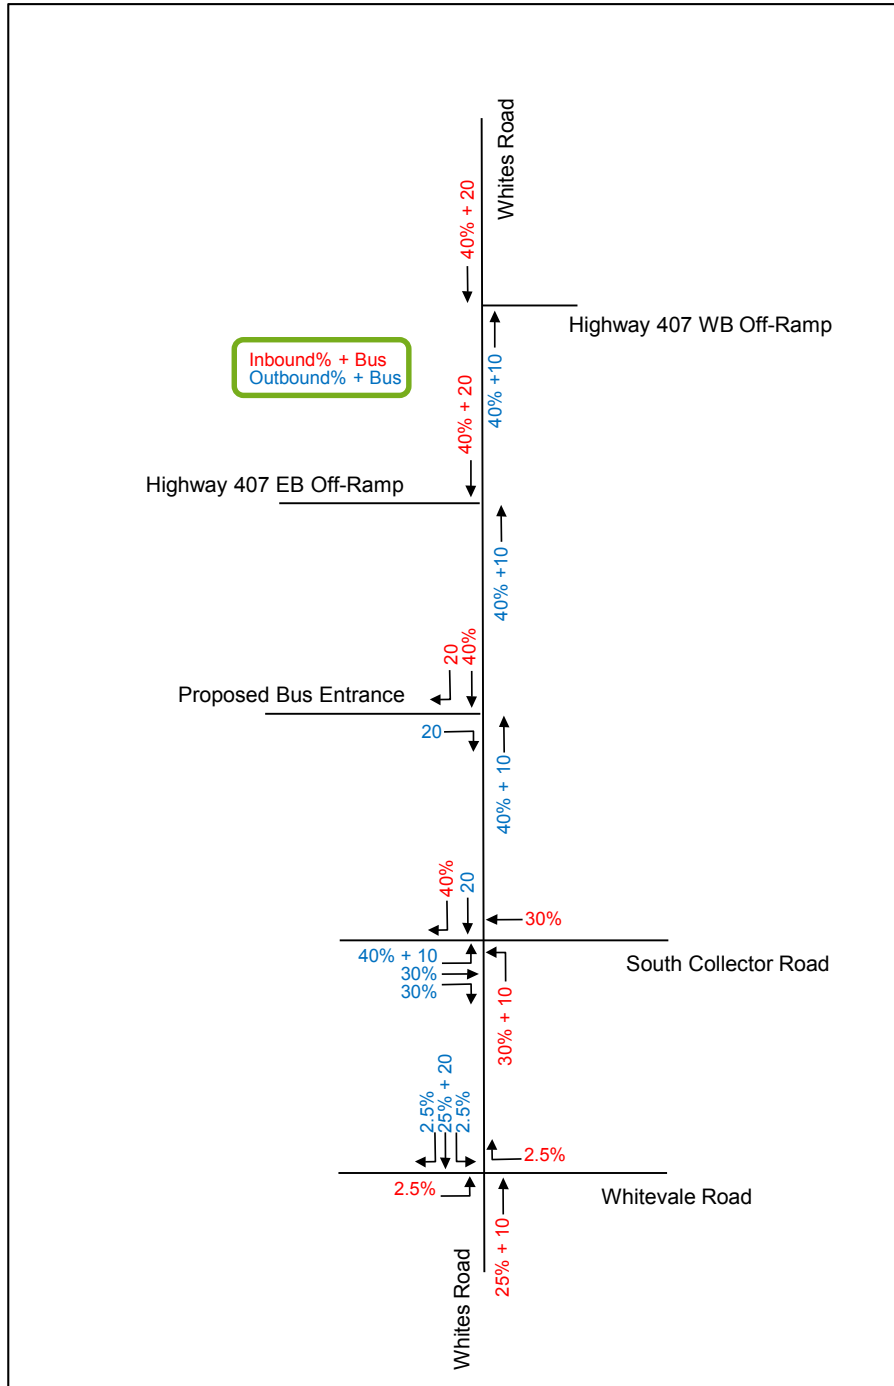 Whites Road
40% + 20
Highway 407 WB Off-Ramp
Inbound% + Bus
Outbound% + Bus
40% + 20
40% +10
Highway 407 EB Off-Ramp
40% +10
20
40%
Proposed Bus Entrance
20
40% + 10
40%
20
30%
40% + 10
30%
30%
South Collector Road
30% + 10
2.5%
25% + 20
2.5%
2.5%
2.5%
Whitevale Road
25% + 10
Whites Road